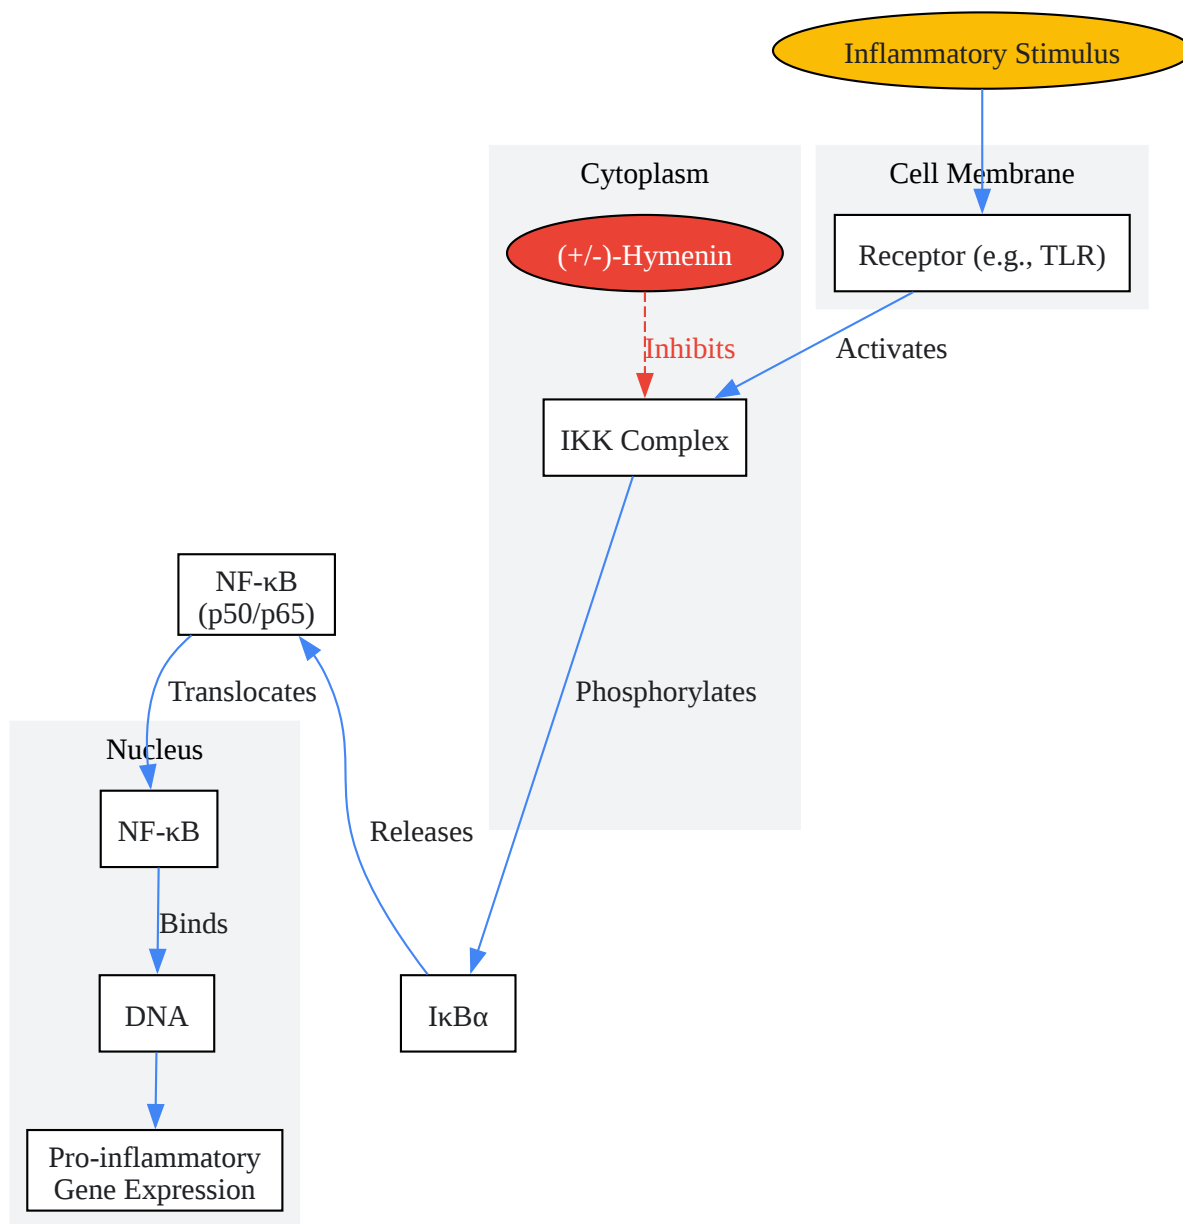 Inflammatory Stimulus
Cytoplasm
Cell Membrane
(+/-)-Hymenin
Receptor (e.g., TLR)
Inhibits
Activates
IKK Complex
NF-κB
(p50/p65)
Translocates
Phosphorylates
Nucleus
NF-κB
Releases
Binds
DNA
IκBα
Pro-inflammatory
Gene Expression